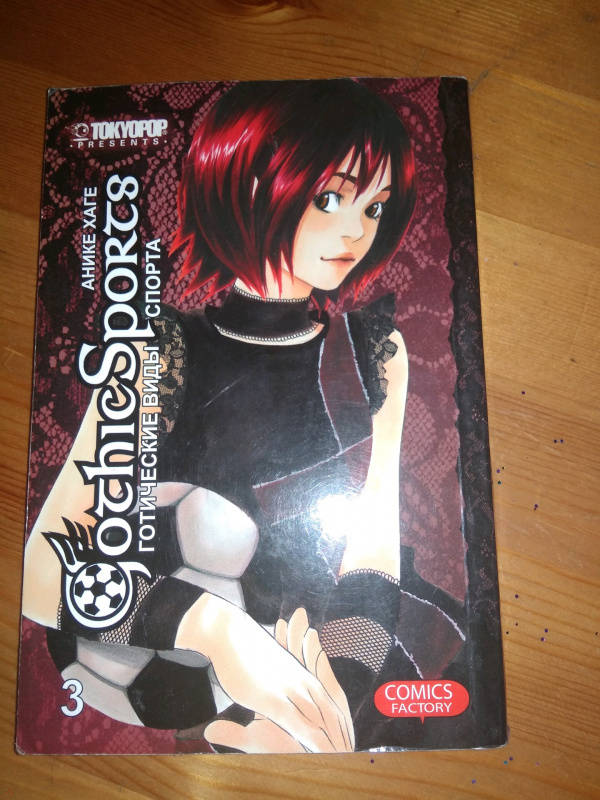 TOKYOPOP
PRESENTS
АНИКЕ ХАГЕ
GothicSports
ГОТИЧЕСКИЕ ВИДЫ СПОРТА
3
COMICS
FACTORY